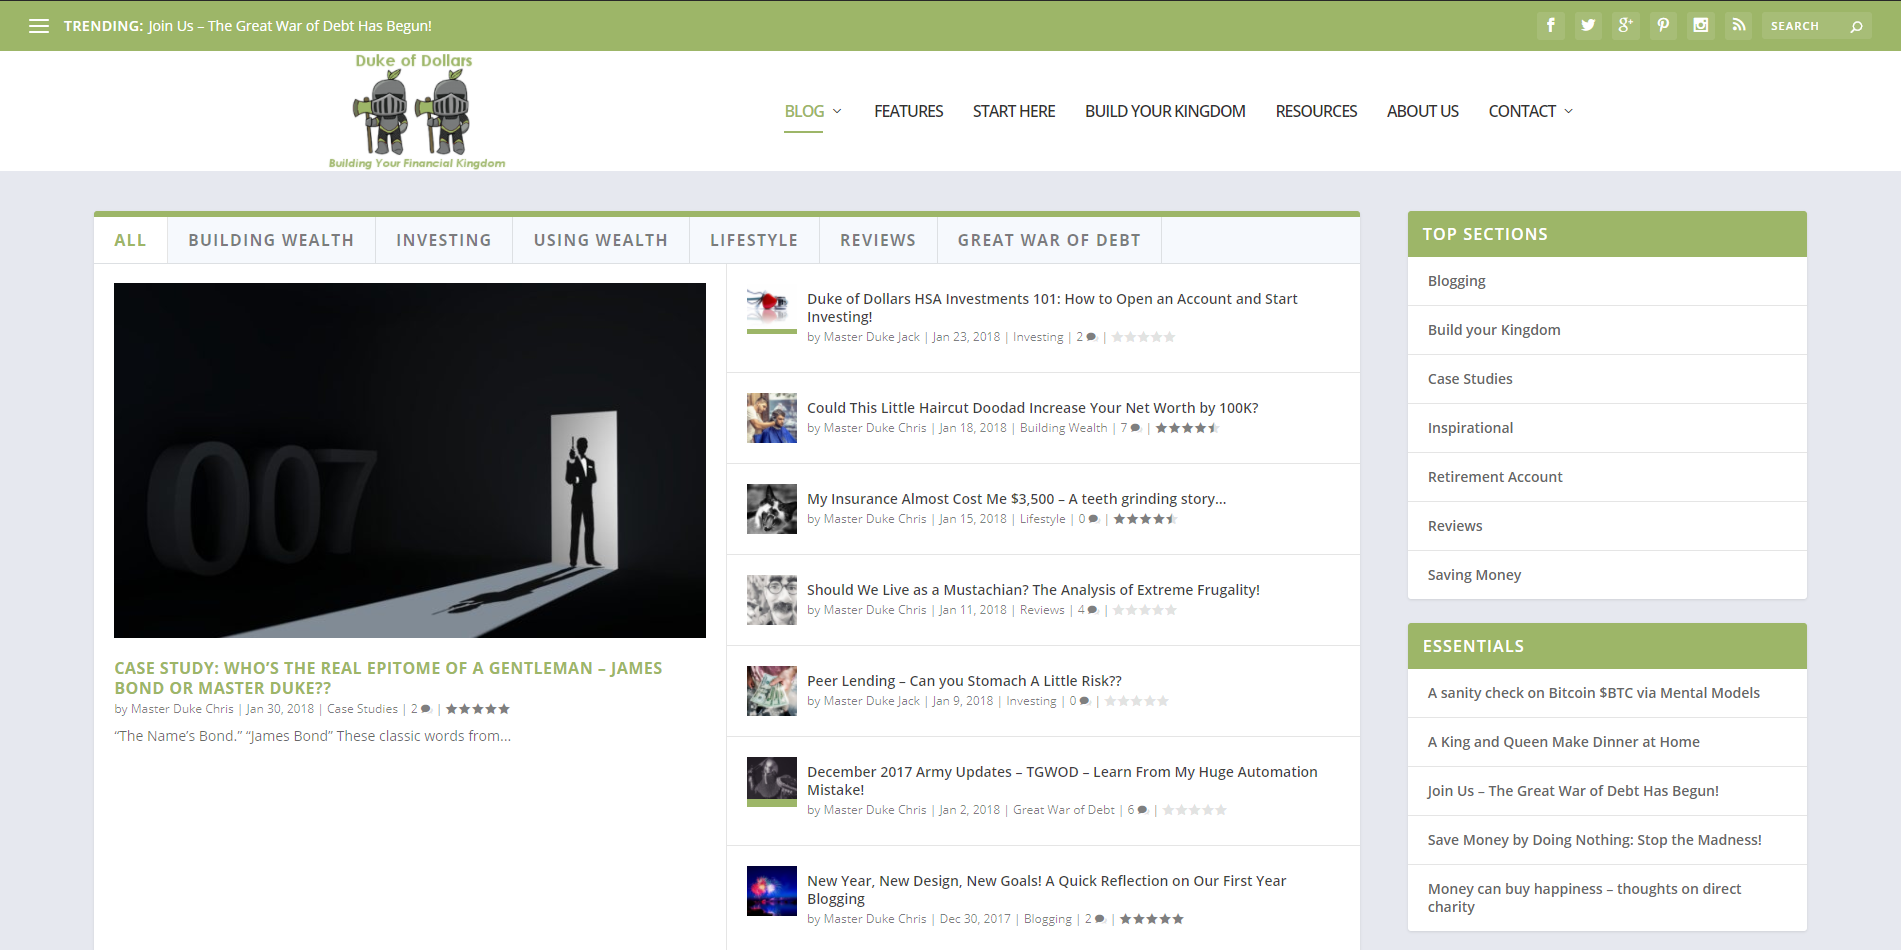 TRENDING: Join Us – The Great War of Debt Has Begun!
SEARCH
Duke of Dollars
Building Your Financial Kingdom
BLOG
FEATURES
START HERE
BUILD YOUR KINGDOM
RESOURCES
ABOUT US
CONTACT
ALL
BUILDING WEALTH
INVESTING
USING WEALTH
LIFESTYLE
REVIEWS
GREAT WAR OF DEBT
007
CASE STUDY: WHO’S THE REAL EPITOME OF A GENTLEMAN – JAMES
BOND OR MASTER DUKE??
by Master Duke Chris | Jan 30, 2018 | Case Studies | 2 |
“The Name’s Bond.” “James Bond” These classic words from...
Duke of Dollars HSA Investments 101: How to Open an Account and Start
Investing!
by Master Duke Jack | Jan 23, 2018 | Investing | 2 |
Could This Little Haircut Doodad Increase Your Net Worth by 100K?
by Master Duke Chris | Jan 18, 2018 | Building Wealth | 7 |
My Insurance Almost Cost Me $3,500 – A teeth grinding story…
by Master Duke Chris | Jan 15, 2018 | Lifestyle | 0 |
Should We Live as a Mustachian? The Analysis of Extreme Frugality!
by Master Duke Chris | Jan 11, 2018 | Reviews | 4 |
Peer Lending – Can you Stomach A Little Risk??
by Master Duke Jack | Jan 9, 2018 | Investing | 0 |
December 2017 Army Updates – TGWOD – Learn From My Huge Automation
Mistake!
by Master Duke Chris | Jan 2, 2018 | Great War of Debt | 6 |
New Year, New Design, New Goals! A Quick Reflection on Our First Year
Blogging
by Master Duke Chris | Dec 30, 2017 | Blogging | 2 |
TOP SECTIONS
Blogging
Build your Kingdom
Case Studies
Inspirational
Retirement Account
Reviews
Saving Money
ESSENTIALS
A sanity check on Bitcoin $BTC via Mental Models
A King and Queen Make Dinner at Home
Join Us – The Great War of Debt Has Begun!
Save Money by Doing Nothing: Stop the Madness!
Money can buy happiness – thoughts on direct
charity